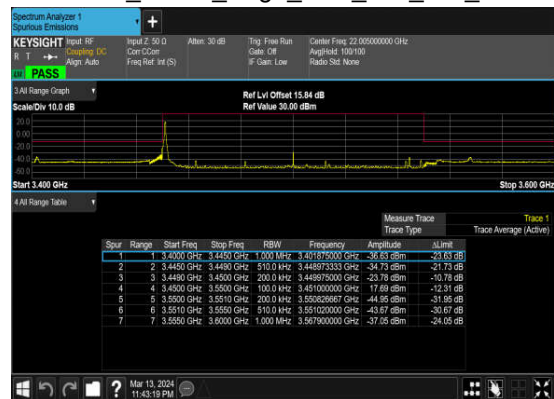 Spectrum Analyzer 1
Spurious Emissions
+
KEYSIGHT Input: RF Input Z: 50 Ω Atten: 30 dB Trig: Free Run Center Freq: 22.005000000 GHz
R T Coupling: DC Corr CCorr Gate: Off Avg|Hold: 100/100
Align: Auto Freq Ref: Int (S) IF Gain: Low Radio Std: None
PASS
3 All Range Graph
Ref Lvl Offset 15.84 dB
Scale/Div 10.0 dB Ref Value 30.00 dBm
20.0
0.00
-20.0
-40.0
-60.0
Start 3.400 GHz Stop 3.600 GHz
4 All Range Table
Measure Trace Trace 1
Trace Type Trace Average (Active)
Spur Range Start Freq Stop Freq RBW Frequency Amplitude ΔLimit
1 1 3.4000 GHz 3.4450 GHz 1.000 MHz 3.401875000 GHz -36.63 dBm -23.63 dB
2 2 3.4450 GHz 3.4490 GHz 510.0 kHz 3.448973333 GHz -34.73 dBm -21.73 dB
3 3 3.4490 GHz 3.4500 GHz 200.0 kHz 3.449975000 GHz -23.78 dBm -10.78 dB
4 4 3.4500 GHz 3.5500 GHz 100.0 kHz 3.451000000 GHz 17.69 dBm -12.31 dB
5 5 3.5500 GHz 3.5510 GHz 200.0 kHz 3.550826667 GHz -44.95 dBm -31.95 dB
6 6 3.5510 GHz 3.5550 GHz 510.0 kHz 3.551020000 GHz -43.67 dBm -30.67 dB
7 7 3.5550 GHz 3.6000 GHz 1.000 MHz 3.567900000 GHz -37.05 dBm -24.05 dB
? Mar 13, 2024
11:43:19 PM